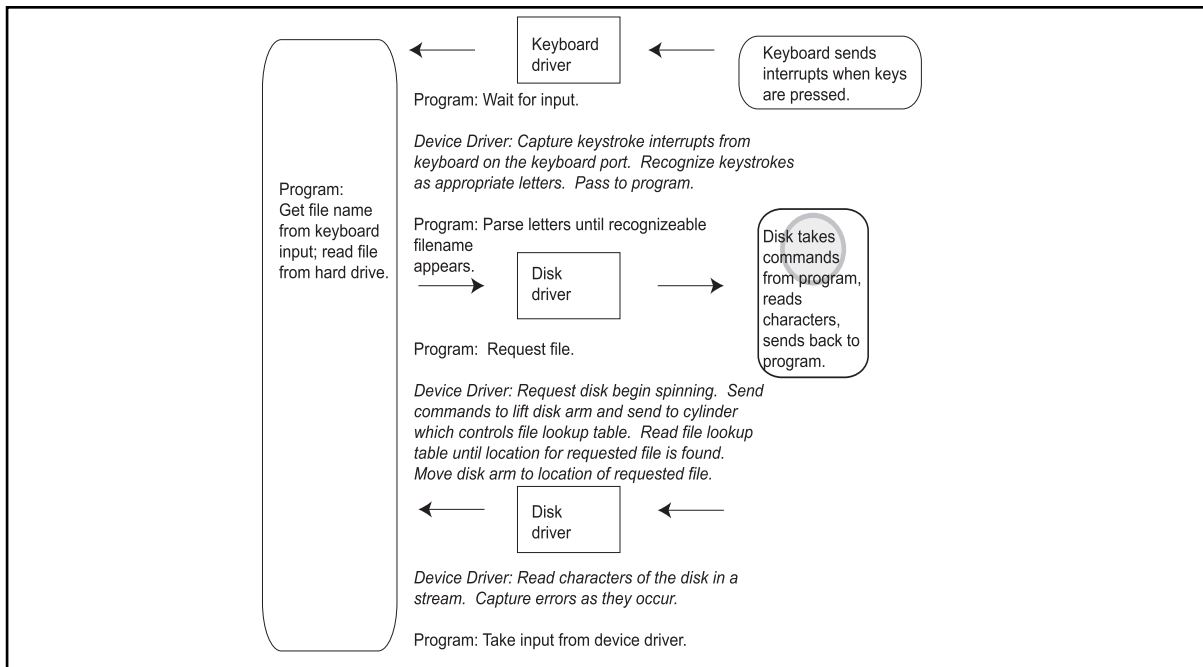 Keyboard
driver
Keyboard sends
interrupts when keys
are pressed.
Program: Wait for input.
Device Driver: Capture keystroke interrupts from
keyboard on the keyboard port. Recognize keystrokes
as appropriate letters. Pass to program.
Program:
Get file name
from keyboard
input; read file
from hard drive.
Program: Parse letters until recognizeable
filename
appears.
Disk
driver
Disk takes
commands
from program,
reads
characters,
sends back to
program.
Program: Request file.
Device Driver: Request disk begin spinning. Send
commands to lift disk arm and send to cylinder
which controls file lookup table. Read file lookup
table until location for requested file is found.
Move disk arm to location of requested file.
Disk
driver
Device Driver: Read characters of the disk in a
stream. Capture errors as they occur.
Program: Take input from device driver.